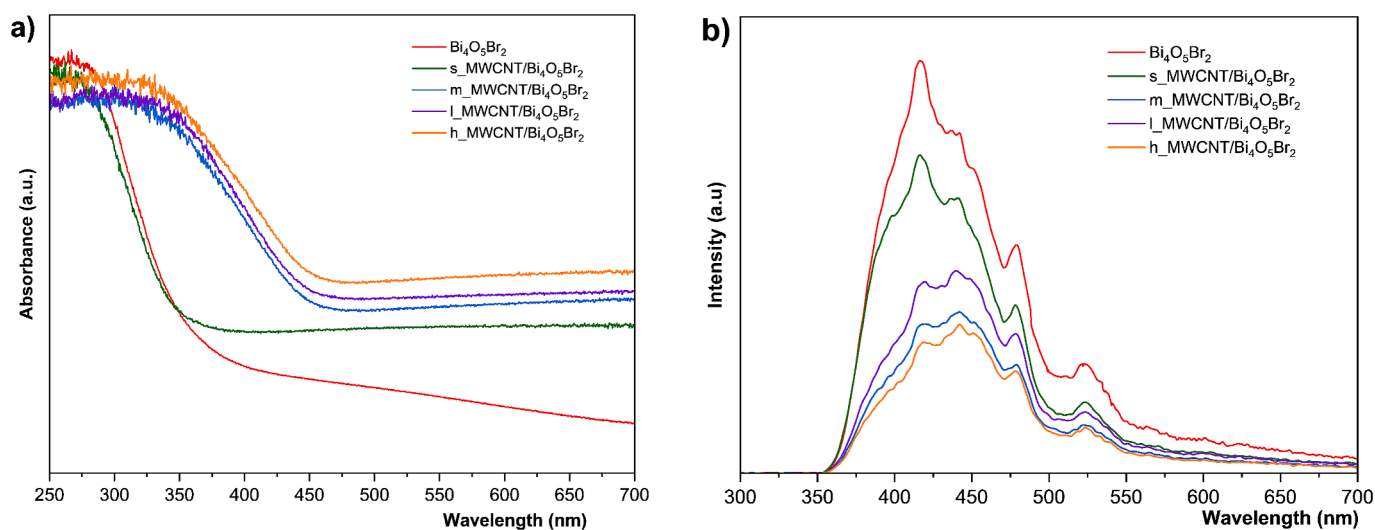 a)
Absorbance (a.u.)
Bi₄O₅Br₂
s_MWCNT/Bi₄O₅Br₂
m_MWCNT/Bi₄O₅Br₂
l_MWCNT/Bi₄O₅Br₂
h_MWCNT/Bi₄O₅Br₂
250 300 350 400 450 500 550 600 650 700
Wavelength (nm)
b)
Intensity (a.u)
Bi₄O₅Br₂
s_MWCNT/Bi₄O₅Br₂
m_MWCNT/Bi₄O₅Br₂
l_MWCNT/Bi₄O₅Br₂
h_MWCNT/Bi₄O₅Br₂
300 350 400 450 500 550 600 650 700
Wavelength (nm)